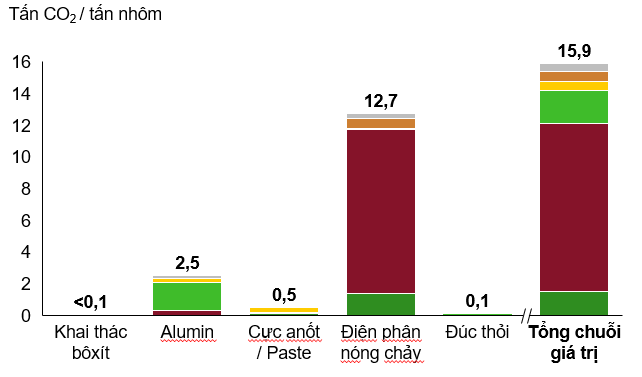 Tấn CO₂ / tấn nhôm
16
14
12
10
8
6
4
2
0
<0,1
2,5
0,5
12,7
0,1
15,9
Khai thác
bôxít
Alumin
Cực anốt
/ Paste
Điện phân
nóng chảy
Đúc thỏi
Tổng chuỗi
giá trị